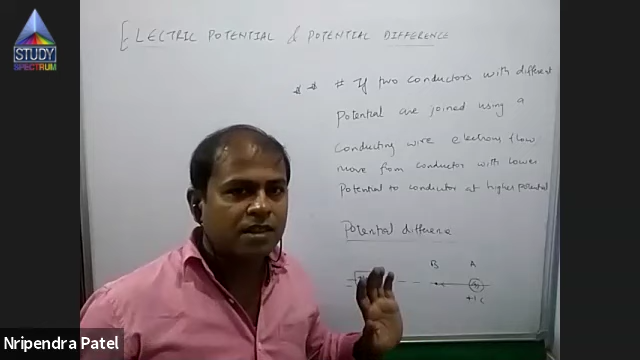 STUDY
SPECTRUM
ELECTRIC POTENTIAL & POTENTIAL DIFFERENCE
** # If two conductors with different
Potential are joined using a
Conducting wire electrons flow
move from conductor with lower
Potential to conductor at higher potential
Potential difference
B A
+1C
Nripendra Patel